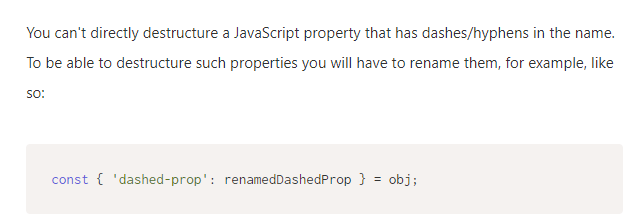 You can't directly destructure a JavaScript property that has dashes/hyphens in the name.
To be able to destructure such properties you will have to rename them, for example, like
so:
const { 'dashed-prop': renamedDashedProp } = obj;